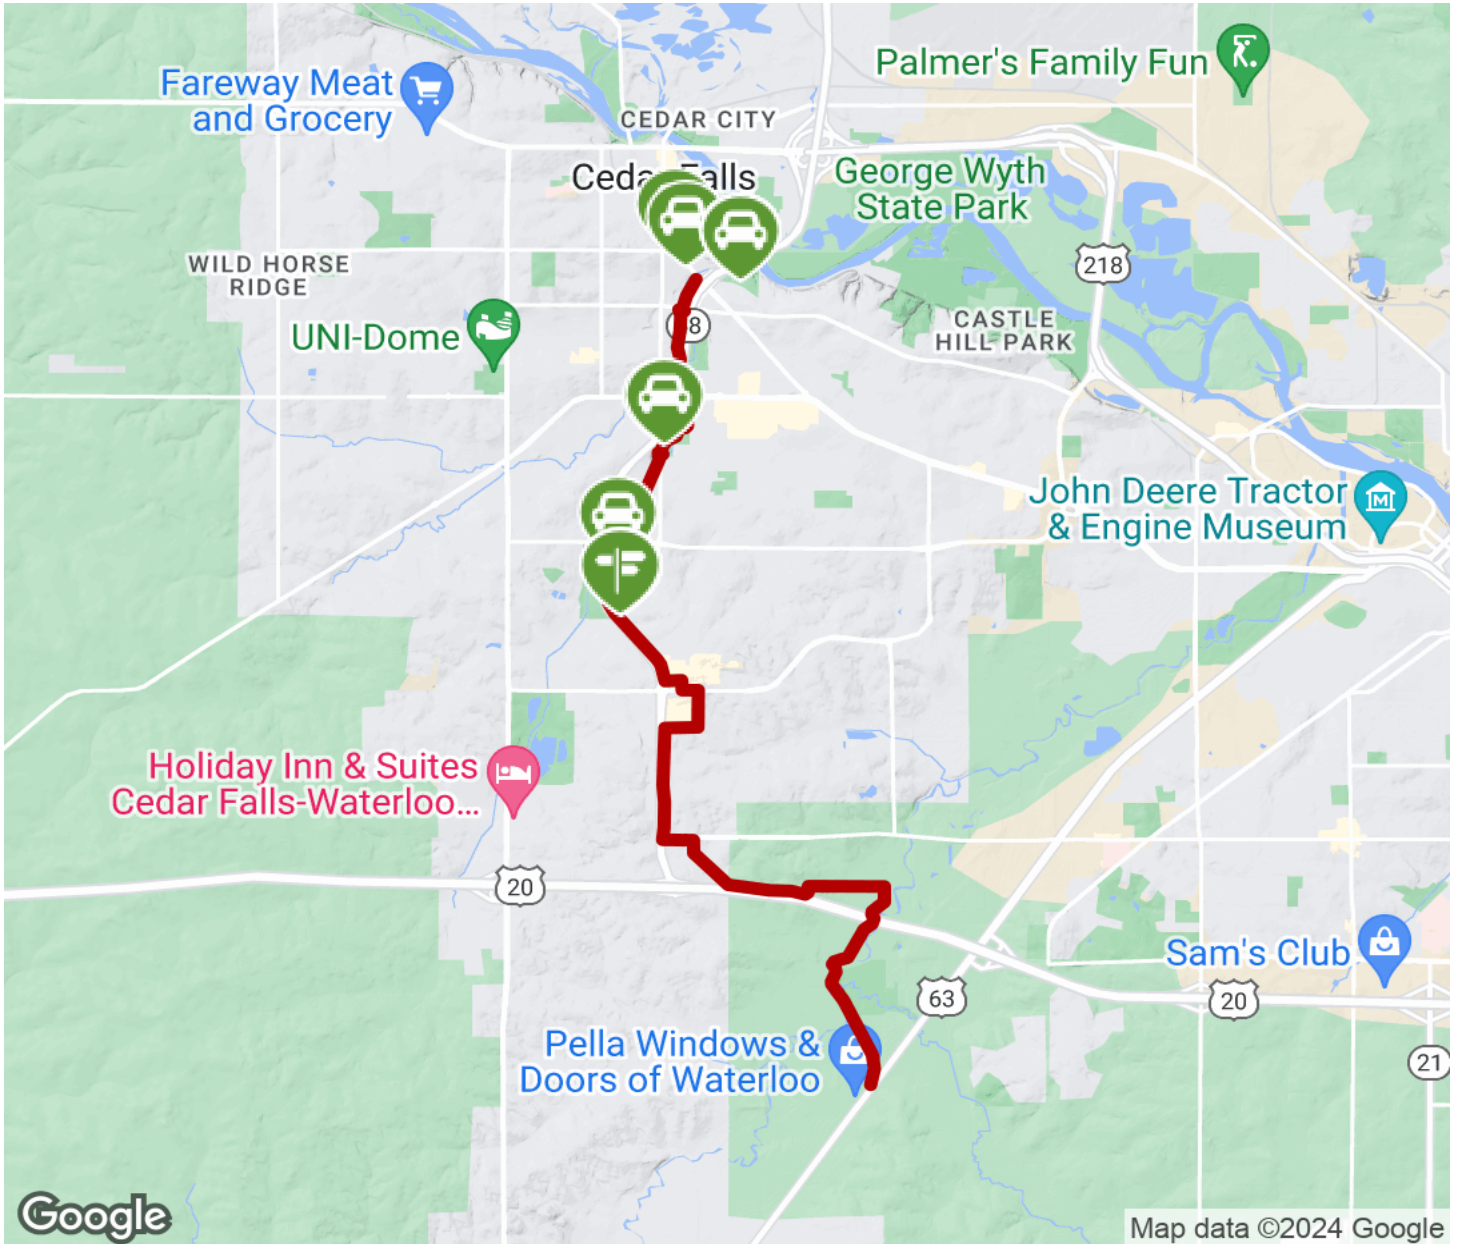 Palmer's Family Fun
Fareway Meat
and Grocery
CEDAR CITY
Cedar Falls
George Wyth
State Park
WILD HORSE
RIDGE
218
UNI-Dome
CASTLE
HILL PARK
John Deere Tractor
& Engine Museum
Holiday Inn & Suites
Cedar Falls-Waterloo...
20
Sam's Club
63
20
Pella Windows &
Doors of Waterloo
21
Google
Map data ©2024 Google